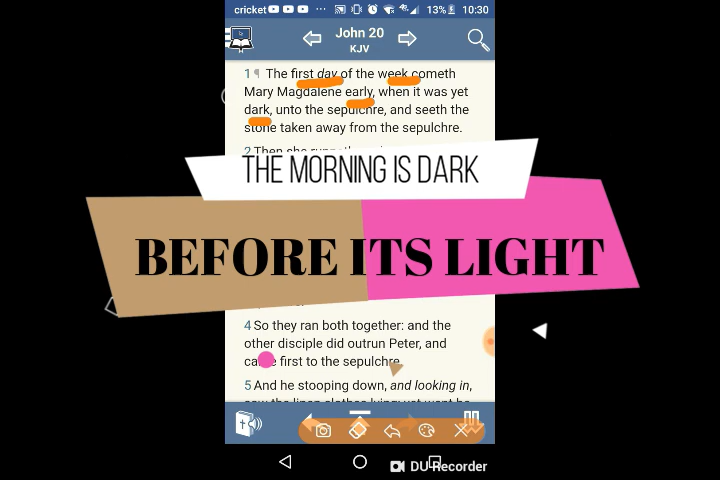 cricket ... 13% 10:30
John 20
KJV
1 ¶ The first day of the week cometh
Mary Magdalene early, when it was yet
dark, unto the sepulchre, and seeth the
stone taken away from the sepulchre.
2 Then she
THE MORNING IS DARK
BEFORE ITS LIGHT
4 So they ran both together: and the
other disciple did outrun Peter, and
came first to the sepulchre.
5 And he stooping down, and looking in,
DU Recorder